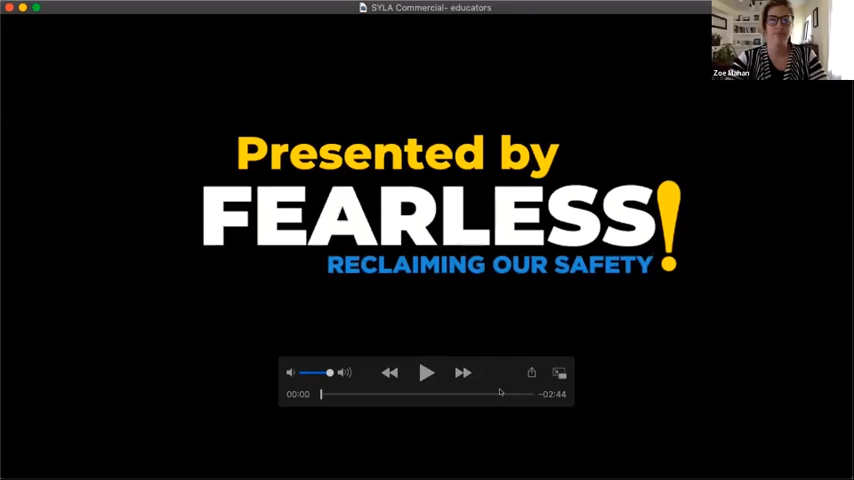 SYLA Commercial- educators
Zoe Mahan
Presented by
FEARLESS!
RECLAIMING OUR SAFETY
00:00
-02:44